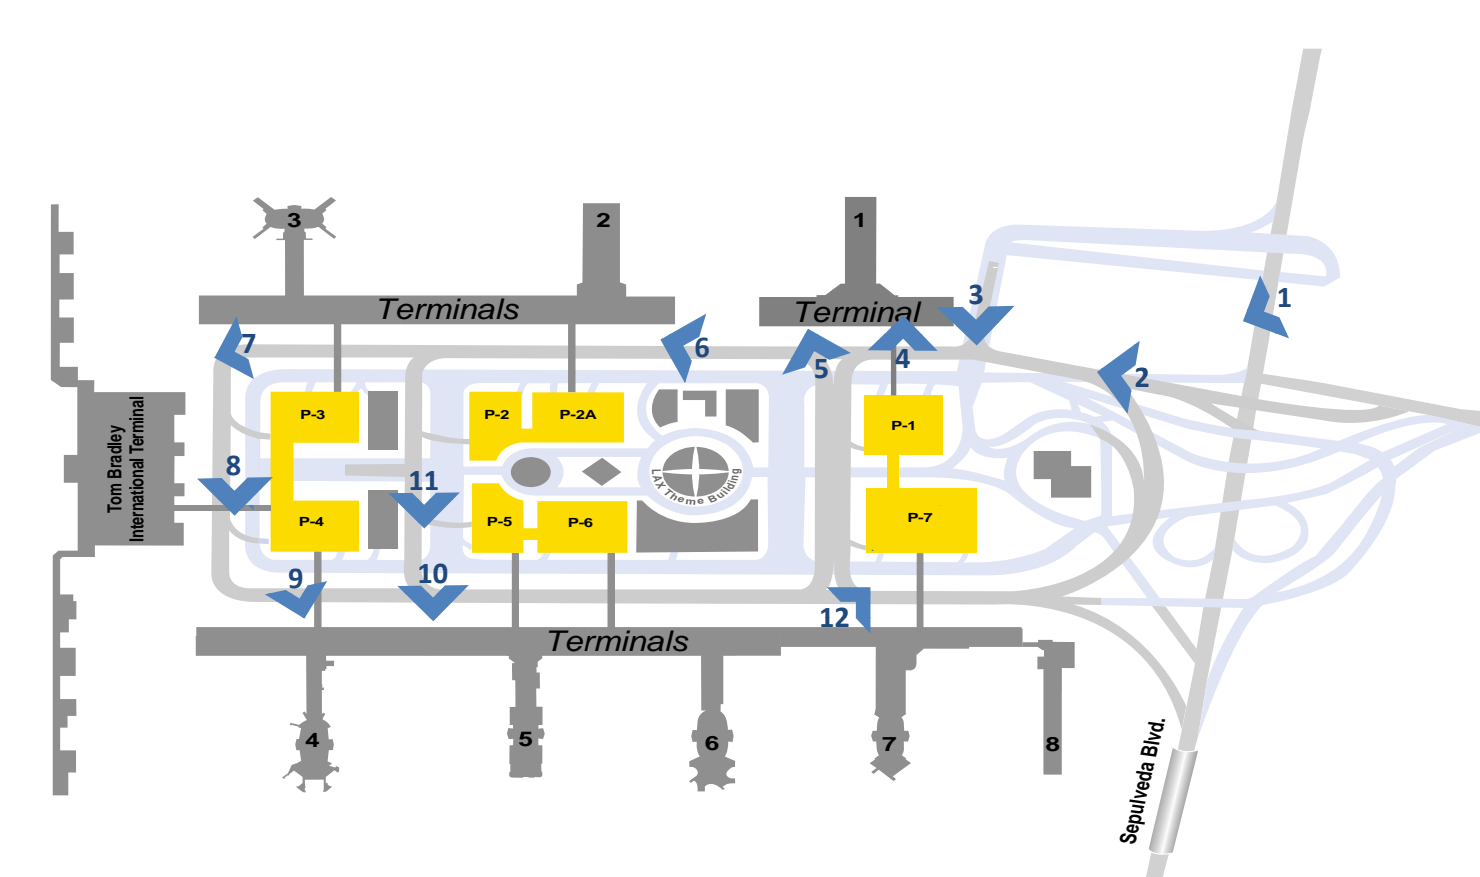 3
2
1
Terminals
Terminal
1
3
7
6
5
4
2
P-3
P-2
P-2A
P-1
Tom Bradley
International Terminal
8
11
LAX Theme Building
P-4
P-5
P-6
P-7
9
10
12
Terminals
4
5
6
7
8
Sepulveda Blvd.